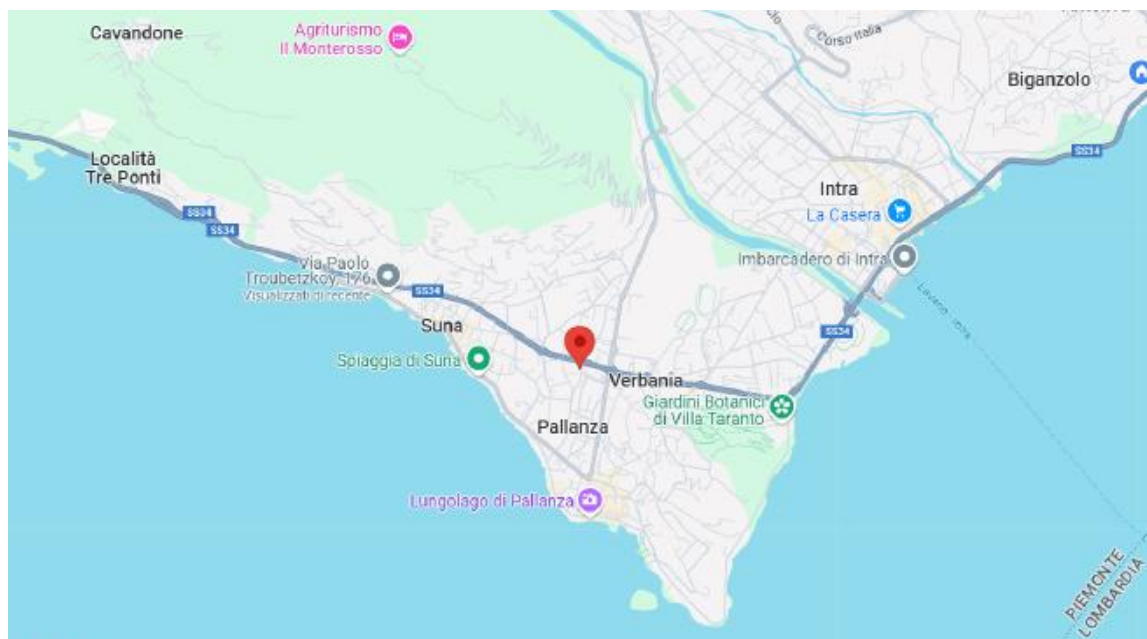 Cavandone
Agriturismo
Il Monterosso
Corso Italia
Biganzolo
SS34
Località
Tre Ponti
Intra
La Casera
SS34
SS34
Imbarcadero di Intra
Via Paolo
Troubetzkoy, 176
Visualizzati di recente
SS34
Laveno - Intra
Suna
SS34
Spiaggia di Suna
Verbania
Giardini Botanici
di Villa Taranto
Pallanza
Lungolago di Pallanza
PIEMONTE
LOMBARDIA